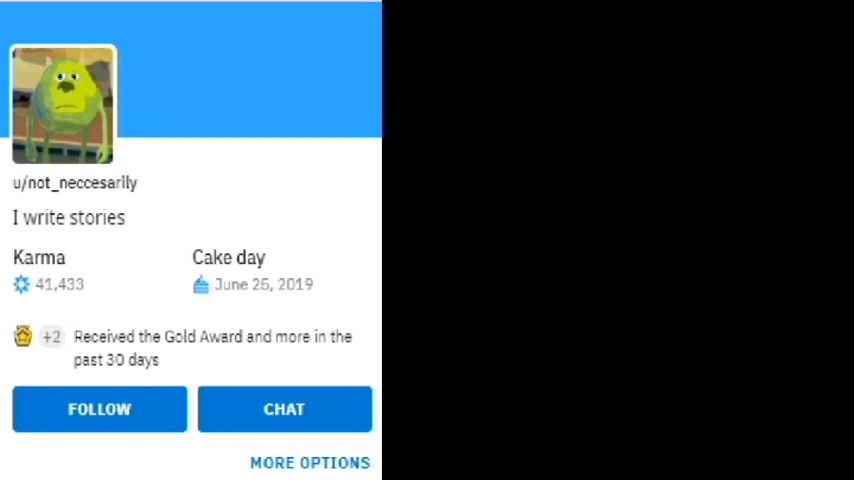 u/not_neccesarily
I write stories
Karma
Cake day
41,433
June 25, 2019
+2
Received the Gold Award and more in the
past 30 days
FOLLOW
CHAT
MORE OPTIONS